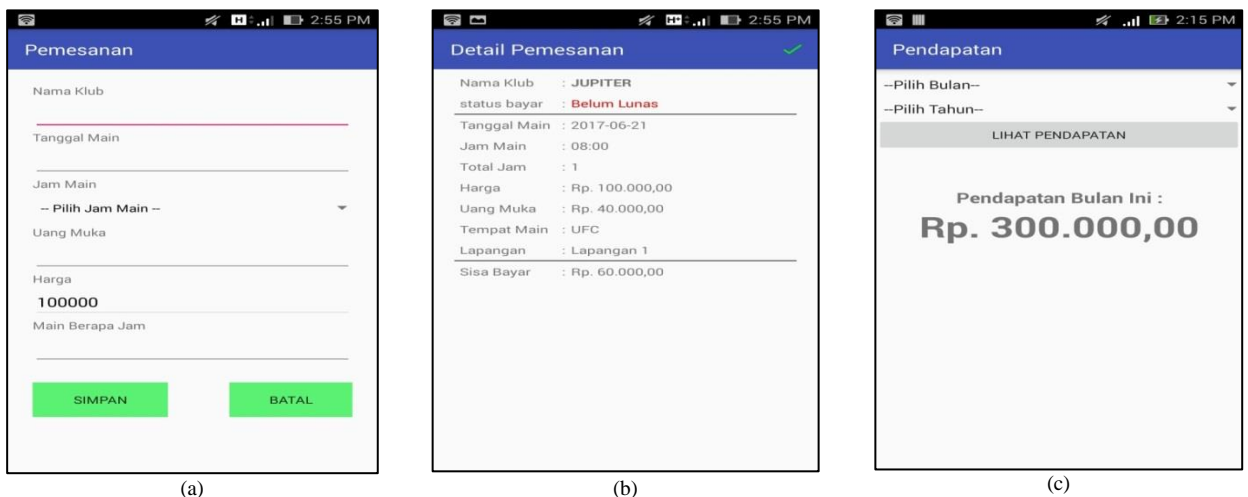 2:55 PM
Pemesanan
Nama Klub
Tanggal Main
Jam Main
-- Pilih Jam Main --
Uang Muka
Harga
100000
Main Berapa Jam
SIMPAN BATAL
(a)
H+ 2:55 PM
Detail Pemesanan
Nama Klub : JUPITER
status bayar : Belum Lunas
Tanggal Main : 2017-06-21
Jam Main : 08:00
Total Jam : 1
Harga : Rp. 100.000,00
Uang Muka : Rp. 40.000,00
Tempat Main : UFC
Lapangan : Lapangan 1
Sisa Bayar : Rp. 60.000,00
(b)
2:15 PM
Pendapatan
--Pilih Bulan--
--Pilih Tahun--
LIHAT PENDAPATAN
Pendapatan Bulan Ini :
Rp. 300.000,00
(c)